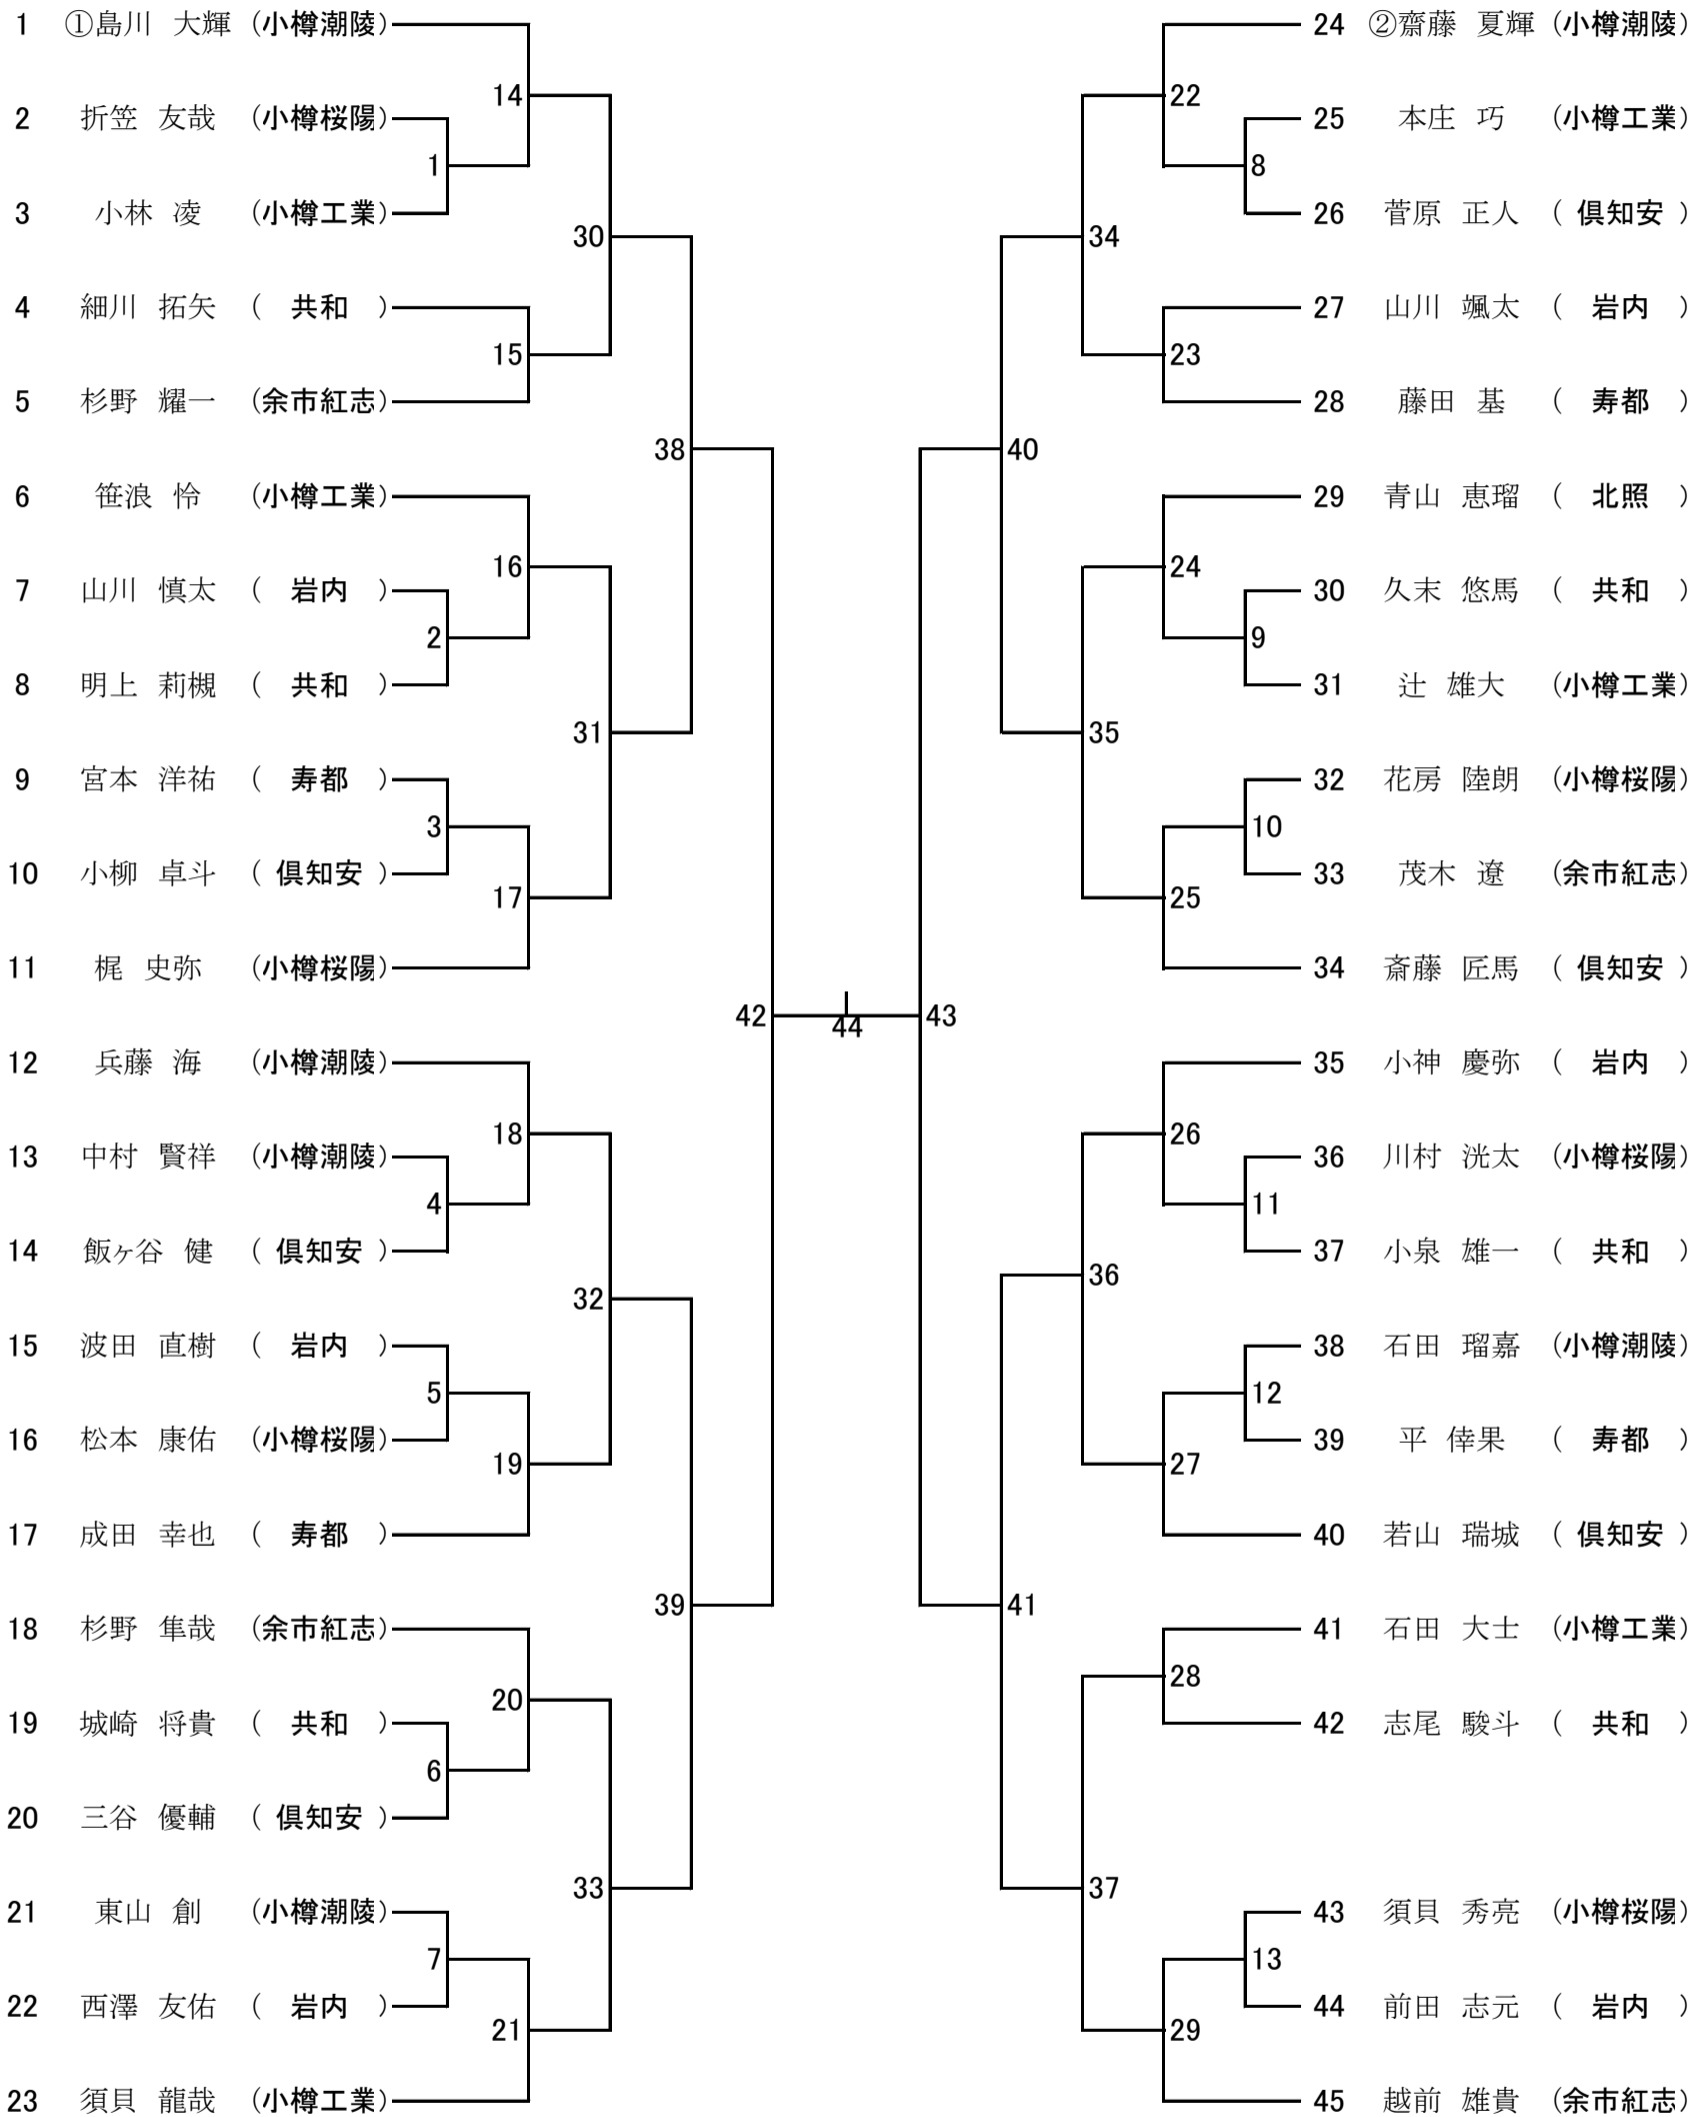 1 ①島川 大輝 (小樽潮陵)
2 折笠 友哉 (小樽桜陽)
3 小林 凌 (小樽工業)
4 細川 拓矢 ( 共和 )
5 杉野 耀一 (余市紅志)
6 笹浪 怜 (小樽工業)
7 山川 慎太 ( 岩内 )
8 明上 莉槻 ( 共和 )
9 宮本 洋祐 ( 寿都 )
10 小柳 卓斗 ( 倶知安 )
11 梶 史弥 (小樽桜陽)
12 兵藤 海 (小樽潮陵)
13 中村 賢祥 (小樽潮陵)
14 飯ヶ谷 健 ( 倶知安 )
15 波田 直樹 ( 岩内 )
16 松本 康佑 (小樽桜陽)
17 成田 幸也 ( 寿都 )
18 杉野 隼哉 (余市紅志)
19 城崎 将貴 ( 共和 )
20 三谷 優輔 ( 倶知安 )
21 東山 創 (小樽潮陵)
22 西澤 友佑 ( 岩内 )
23 須貝 龍哉 (小樽工業)
1
2
3
4
5
6
7
14
15
16
17
18
19
20
21
30
31
32
33
38
39
42
44
43
40
41
34
35
36
37
22
23
24
25
26
27
28
29
8
9
10
11
12
13
24 ②齋藤 夏輝 (小樽潮陵)
25 本庄 巧 (小樽工業)
26 菅原 正人 ( 倶知安 )
27 山川 颯太 ( 岩内 )
28 藤田 基 ( 寿都 )
29 青山 恵瑠 ( 北照 )
30 久末 悠馬 ( 共和 )
31 辻 雄大 (小樽工業)
32 花房 陸朗 (小樽桜陽)
33 茂木 遼 (余市紅志)
34 斎藤 匠馬 ( 倶知安 )
35 小神 慶弥 ( 岩内 )
36 川村 洸太 (小樽桜陽)
37 小泉 雄一 ( 共和 )
38 石田 瑠嘉 (小樽潮陵)
39 平 倖果 ( 寿都 )
40 若山 瑞城 ( 倶知安 )
41 石田 大士 (小樽工業)
42 志尾 駿斗 ( 共和 )
43 須貝 秀亮 (小樽桜陽)
44 前田 志元 ( 岩内 )
45 越前 雄貴 (余市紅志)